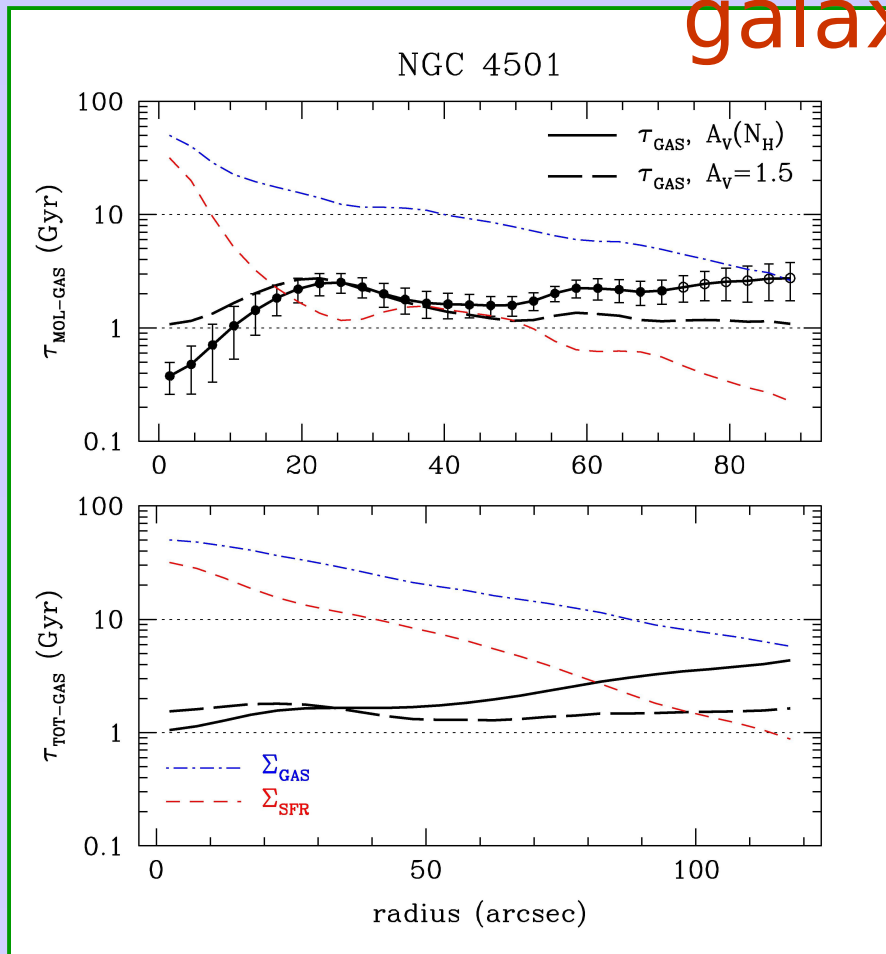 galax
NGC 4501
100
10
1
0.1
τ_MOL-GAS (Gyr)
τ_GAS, A_V(N_H)
τ_GAS, A_V=1.5
0 20 40 60 80
100
10
1
0.1
τ_TOT-GAS (Gyr)
Σ_GAS
Σ_SFR
0 50 100
radius (arcsec)